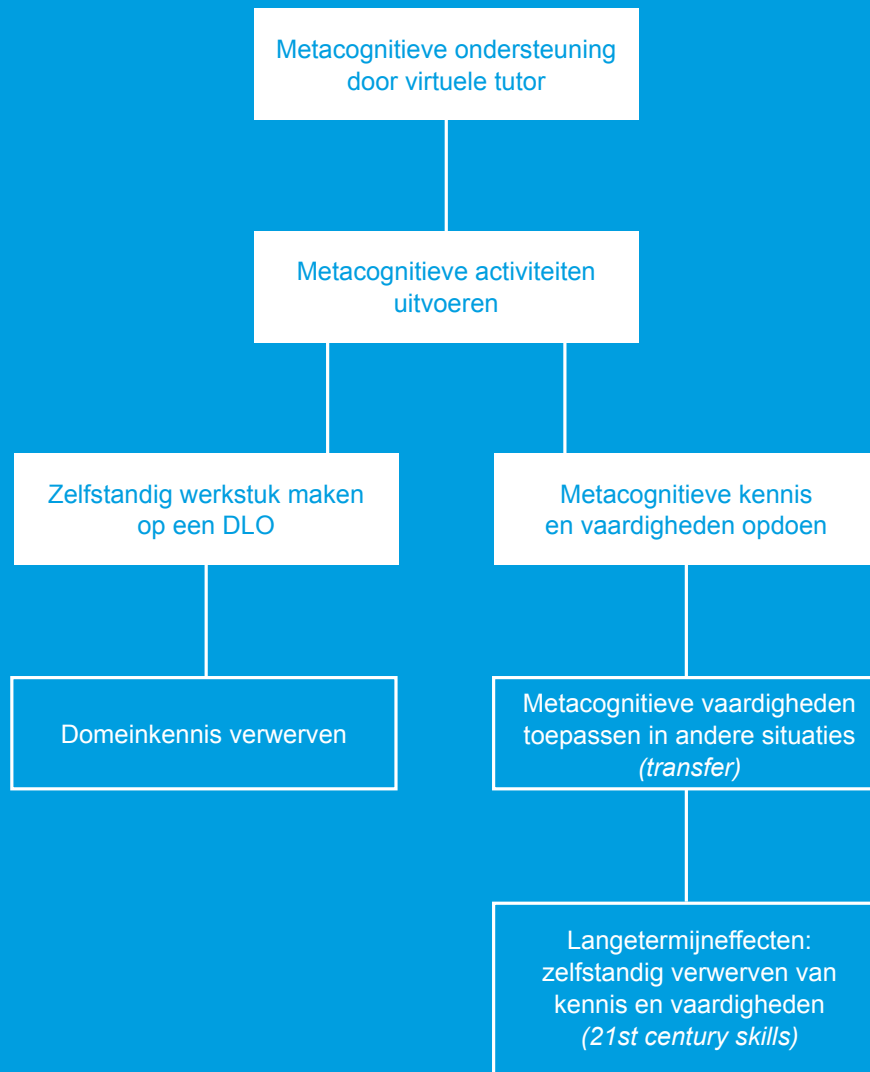 Metacognitieve ondersteuning
door virtuele tutor
Metacognitieve activiteiten
uitvoeren
Zelfstandig werkstuk maken
op een DLO
Metacognitieve kennis
en vaardigheden opdoen
Domeinkennis verwerven
Metacognitieve vaardigheden
toepassen in andere situaties
(transfer)
Langetermijneffecten:
zelfstandig verwerven van
kennis en vaardigheden
(21st century skills)